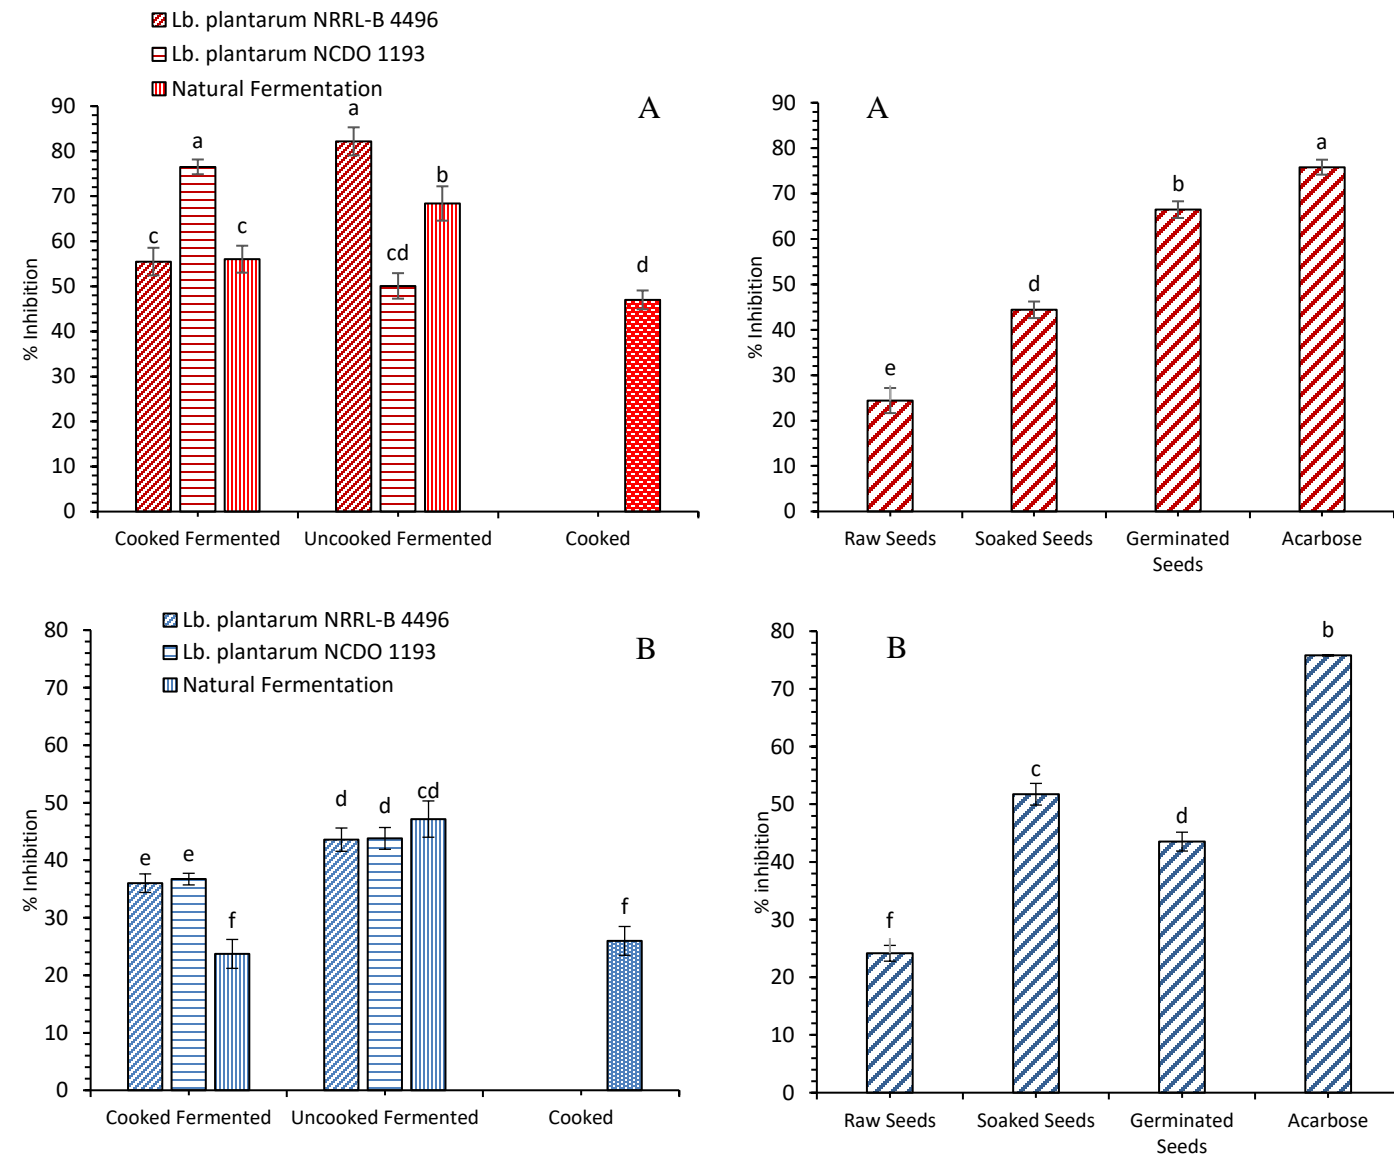 Lb. plantarum NRRL-B 4496
Lb. plantarum NCDO 1193
Natural Fermentation
A
% Inhibition
90
80
70
60
50
40
30
20
10
0
c
a
c
a
cd
b
d
Cooked Fermented
Uncooked Fermented
Cooked
A
% Inhibition
90
80
70
60
50
40
30
20
10
0
e
d
b
a
Raw Seeds
Soaked Seeds
Germinated
Seeds
Acarbose
Lb. plantarum NRRL-B 4496
Lb. plantarum NCDO 1193
Natural Fermentation
B
% Inhibition
80
70
60
50
40
30
20
10
0
e
e
f
d
d
cd
f
Cooked Fermented
Uncooked Fermented
Cooked
B
% inhibition
80
70
60
50
40
30
20
10
0
f
c
d
b
Raw Seeds
Soaked Seeds
Germinated
Seeds
Acarbose